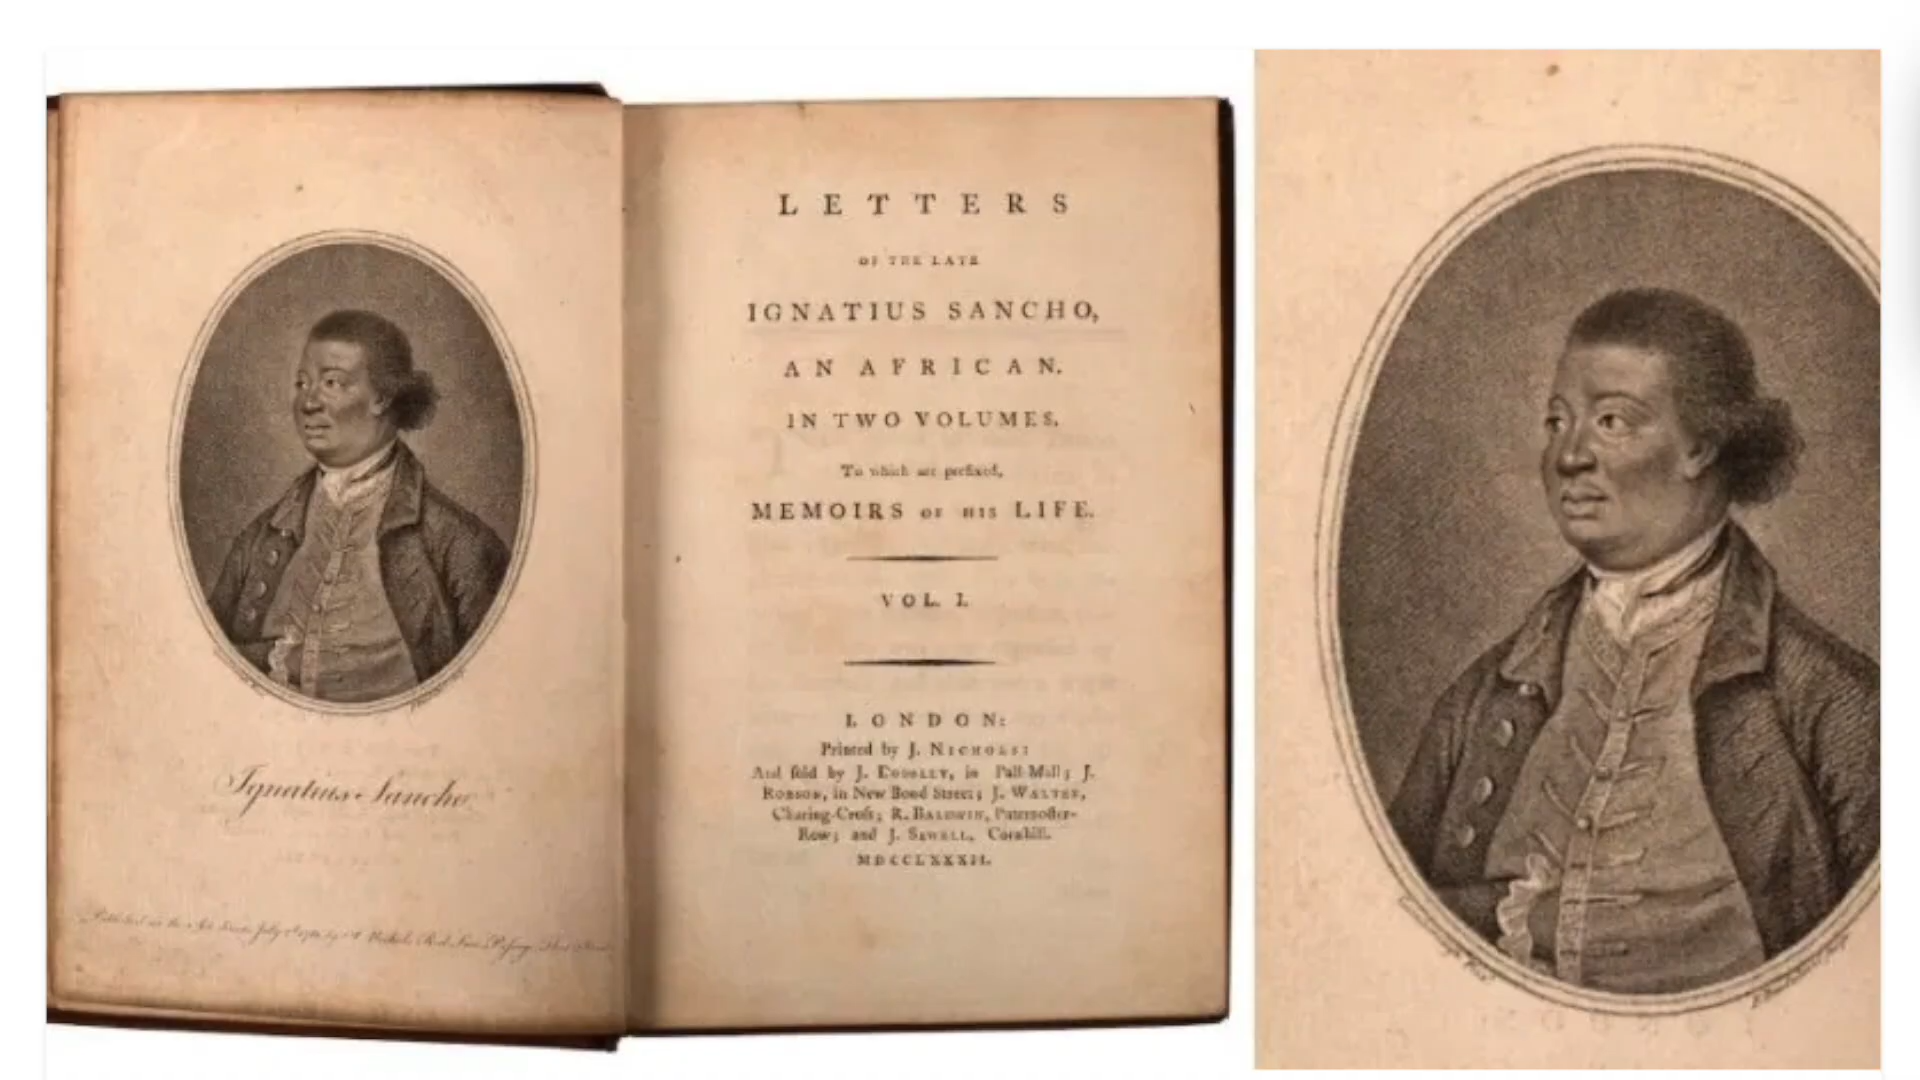 Ignatius Sancho
LETTERS
OF THE LATE
IGNATIUS SANCHO,
AN AFRICAN.
IN TWO VOLUMES.
To which are prefixed,
MEMOIRS OF HIS LIFE.
VOL. I.
LONDON:
Printed by J. NICHOLS:
And ſold by J. DODSLEY, in Pall Mall; J.
ROBSON, in New Bond Street; J. WALTER,
Charing-Croſs; R. BALDWIN, Paternoſter-
Row; and J. SEWELL, Cornhill.
MDCCLXXXII.